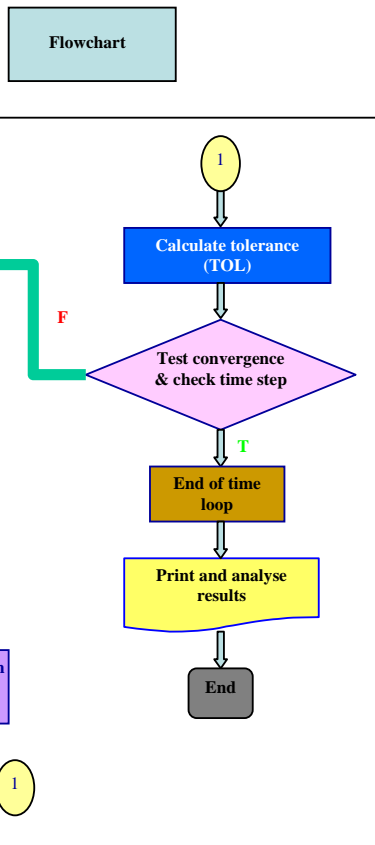 Flowchart
1
Calculate tolerance
(TOL)
F
Test convergence
& check time step
T
End of time
loop
Print and analyse
results
End
1